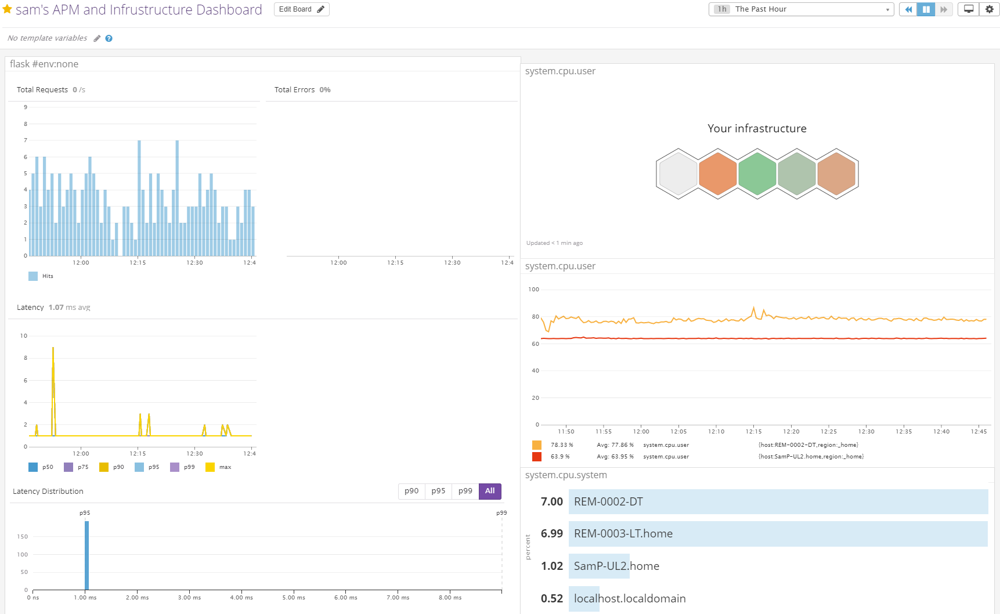 sam's APM and Infrustructure Dashboard
Edit Board
1h The Past Hour
No template variables
?
flask #env:none
Total Requests 0 /s
9
8
7
6
5
4
3
2
1
0
12:00 12:15 12:30 12:4
Hits
Total Errors 0%
12:00 12:15 12:30 12:4
Latency 1.07 ms avg
10
8
6
4
2
0
12:00 12:15 12:30 12:4
p50 p75 p90 p95 p99 max
Latency Distribution
p90 p95 p99 All
p95 p99
150
100
50
0
0 ns 1.00 ms 2.00 ms 3.00 ms 4.00 ms 5.00 ms 6.00 ms 7.00 ms 8.00 ms
system.cpu.user
Your infrastructure
Updated < 1 min ago
system.cpu.user
100
80
60
40
20
0
11:50 11:55 12:00 12:05 12:10 12:15 12:20 12:25 12:30 12:35 12:40 12:45
78.33 % Avg: 77.86 % system.cpu.user {host:REM-0002-DT,region:_home}
63.9 % Avg: 63.95 % system.cpu.user {host:SamP-UL2.home,region:_home}
system.cpu.system
percent
7.00 REM-0002-DT
6.99 REM-0003-LT.home
1.02 SamP-UL2.home
0.52 localhost.localdomain